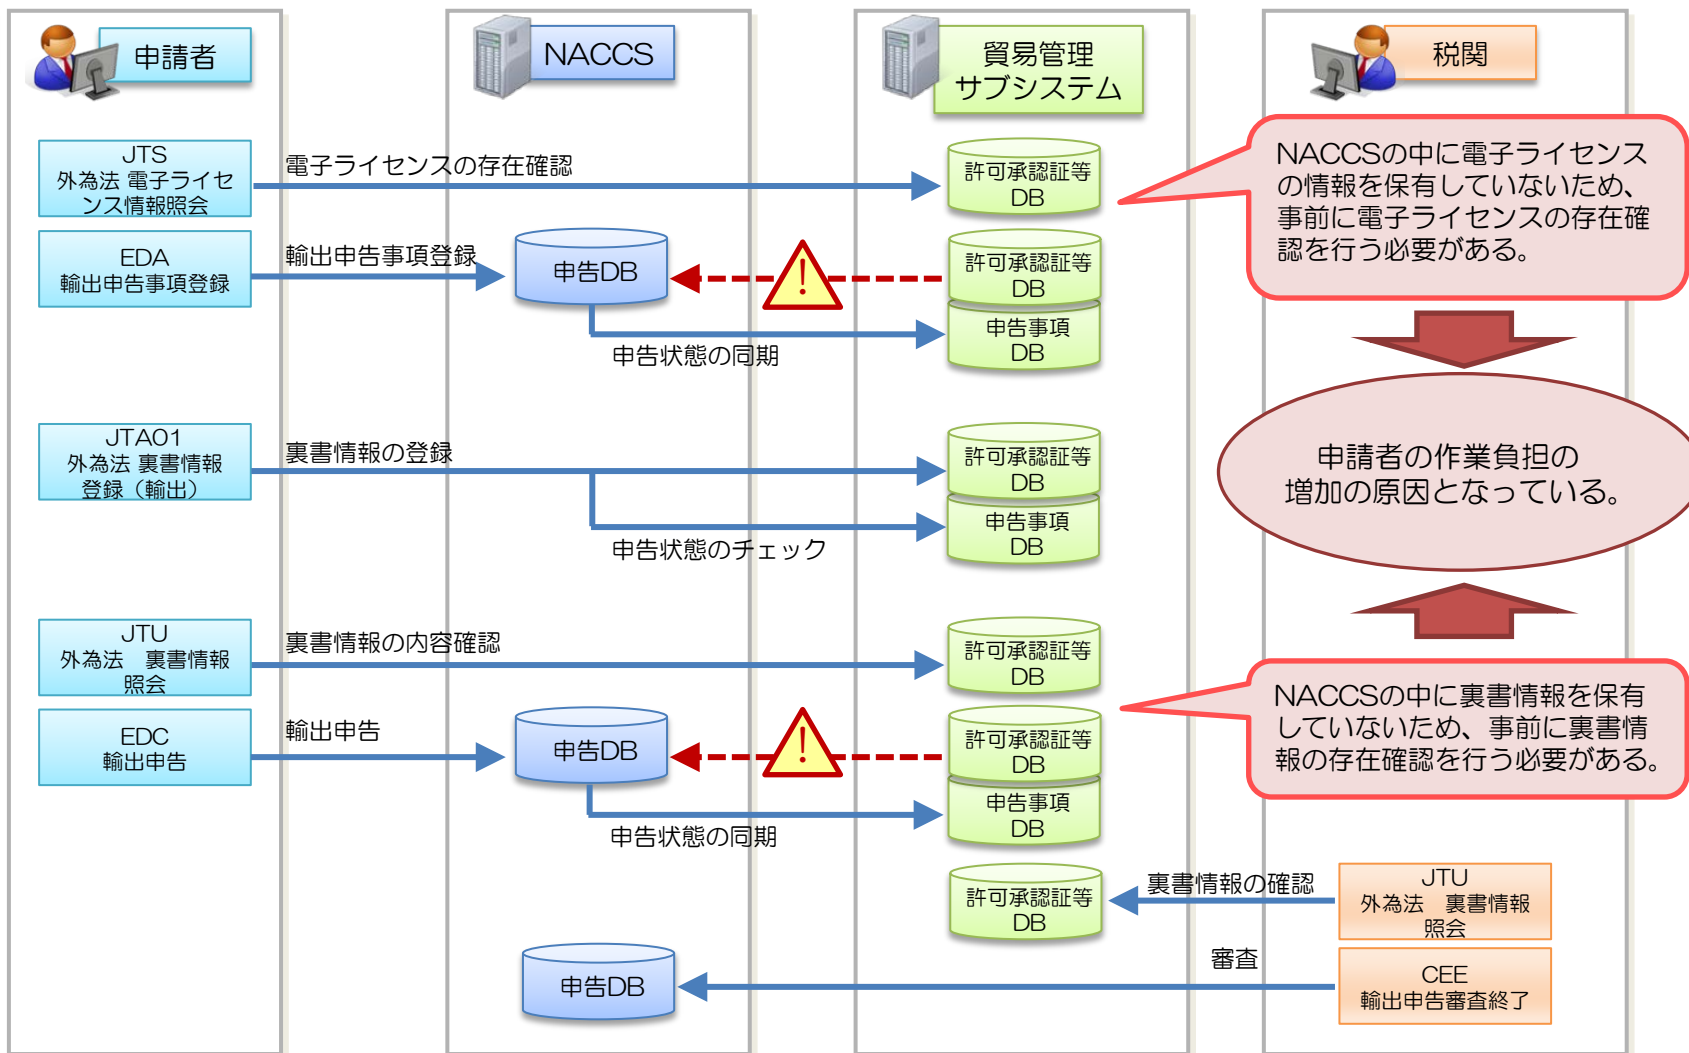 申請者
NACCS
貿易管理
サブシステム
税関
JTS
外為法 電子ライセ
ンス情報照会
電子ライセンスの存在確認
許可承認証等
DB
NACCSの中に電子ライセンス
の情報を保有していないため、
事前に電子ライセンスの存在確
認を行う必要がある。
EDA
輸出申告事項登録
輸出申告事項登録
申告DB
!
許可承認証等
DB
申告事項
DB
申告状態の同期
JTA01
外為法 裏書情報
登録（輸出）
裏書情報の登録
許可承認証等
DB
申告事項
DB
申告状態のチェック
申請者の作業負担の
増加の原因となっている。
JTU
外為法　裏書情報
照会
裏書情報の内容確認
許可承認証等
DB
NACCSの中に裏書情報を保有
していないため、事前に裏書情
報の存在確認を行う必要がある。
EDC
輸出申告
輸出申告
申告DB
!
許可承認証等
DB
申告事項
DB
申告状態の同期
許可承認証等
DB
裏書情報の確認
JTU
外為法　裏書情報
照会
申告DB
審査
CEE
輸出申告審査終了